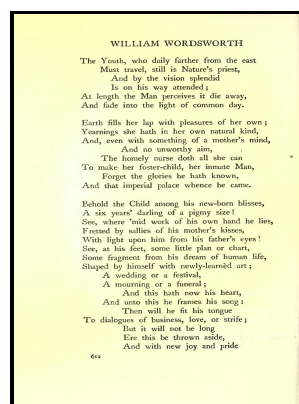 WILLIAM WORDSWORTH
The Youth, who daily farther from the east
Must travel, still is Nature's priest,
And by the vision splendid
Is on his way attended;
At length the Man perceives it die away,
And fade into the light of common day.
Earth fills her lap with pleasures of her own;
Yearnings she hath in her own natural kind,
And, even with something of a mother's mind,
And no unworthy aim,
The homely nurse doth all she can
To make her foster-child, her inmate Man,
Forget the glories he hath known,
And that imperial palace whence he came.
Behold the Child among his new-born blisses,
A six years' darling of a pigmy size!
See, where 'mid work of his own hand he lies,
Fretted by sallies of his mother's kisses,
With light upon him from his father's eyes!
See, at his feet, some little plan or chart,
Some fragment from his dream of human life,
Shaped by himself with newly-learnèd art;
A wedding or a festival,
A mourning or a funeral;
And this hath now his heart,
And unto this he frames his song:
Then will he fit his tongue
To dialogues of business, love, or strife;
But it will not be long
Ere this be thrown aside,
And with new joy and pride
612